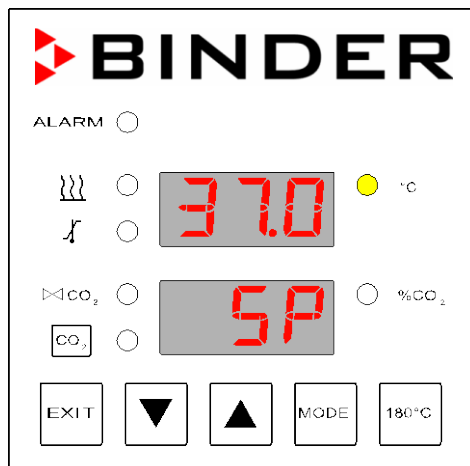 BINDER
ALARM
37.0 °C
CO₂ SP %CO₂
CO₂
EXIT MODE 180°C